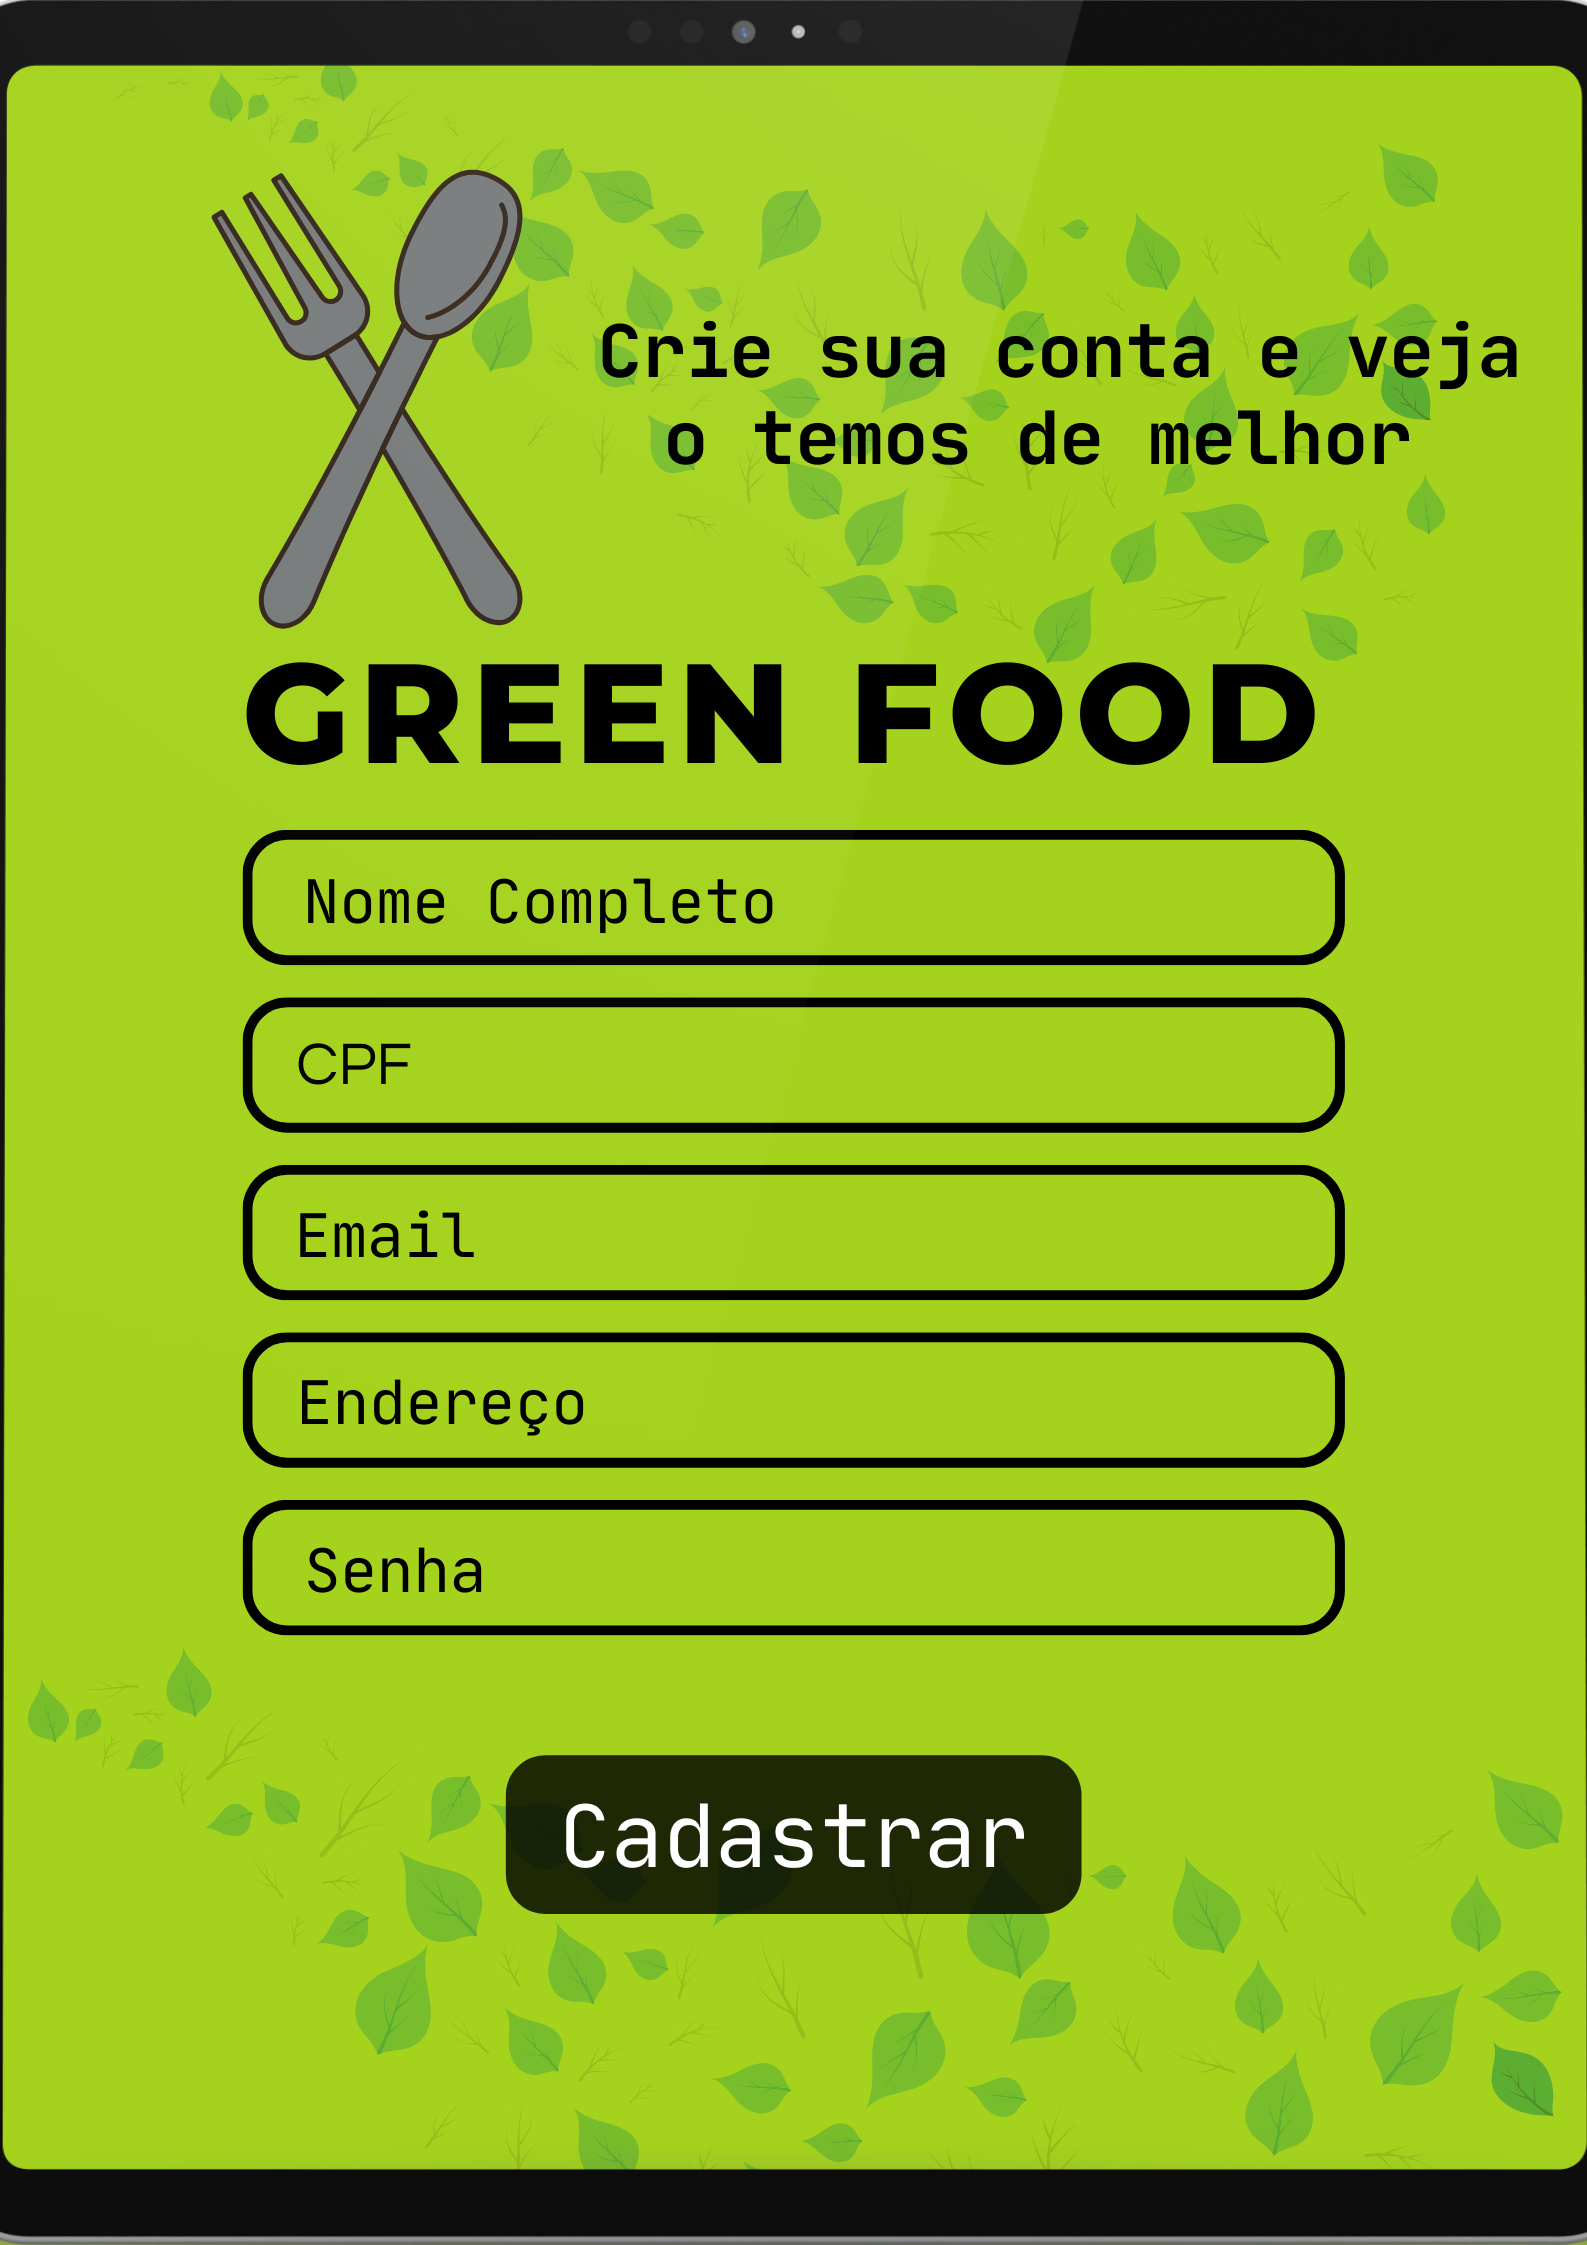 Crie sua conta e veja
o temos de melhor
GREEN FOOD
Nome Completo
CPF
Email
Endereço
Senha
Cadastrar